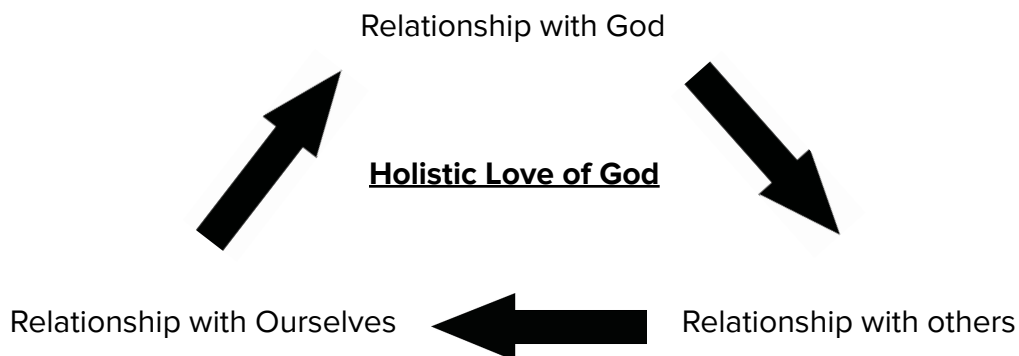 Relationship with God
Holistic Love of God
Relationship with Ourselves
Relationship with others